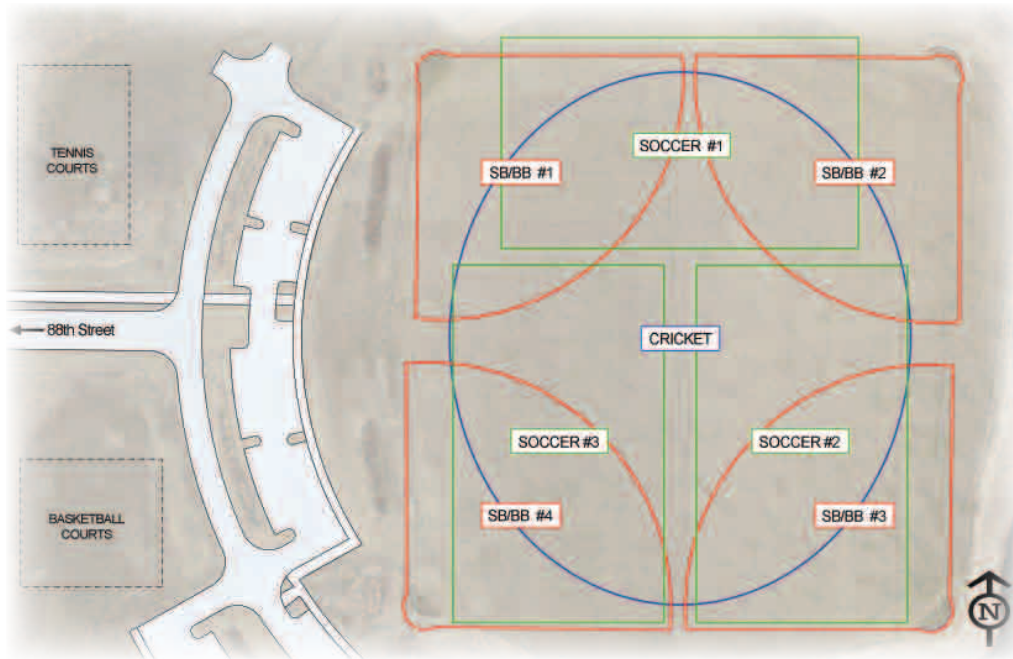 TENNIS
COURTS
SOCCER #1
SB/BB #1
SB/BB #2
88th Street
CRICKET
SOCCER #3
SOCCER #2
BASKETBALL
COURTS
SB/BB #4
SB/BB #3
N